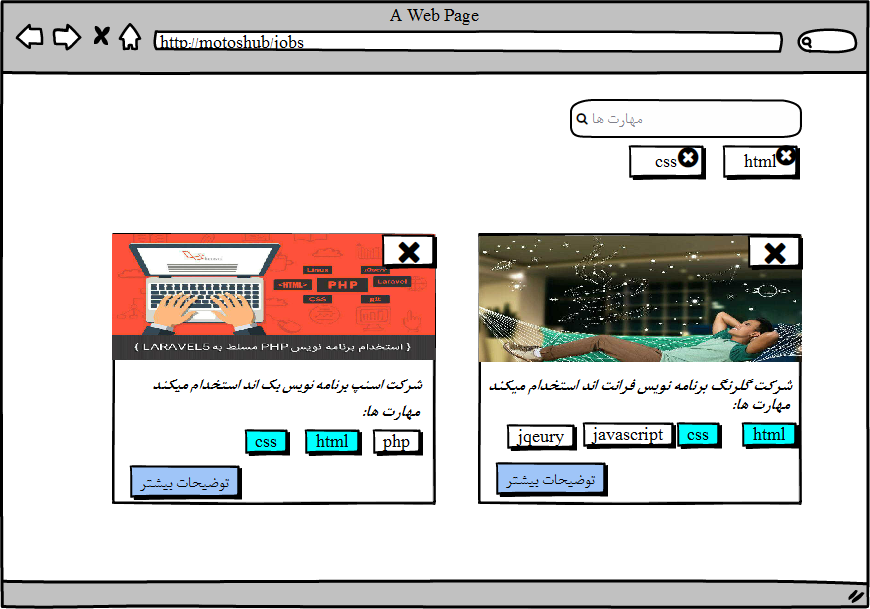 A Web Page
http://motoshub/jobs
مهارت ها
html
css
شرکت گلرنگ برنامه نویس فرانت اند استخدام میکند
مهارت ها:
html
css
javascript
jqeury
توضیحات بیشتر
Linux
jQuery
<HTML>
PHP
Laravel
CSS
git
استخدام برنامه نویس PHP مسلط به LARAVEL5 { }
شرکت اسنپ برنامه نویس بک اند استخدام میکند
مهارت ها:
php
html
css
توضیحات بیشتر